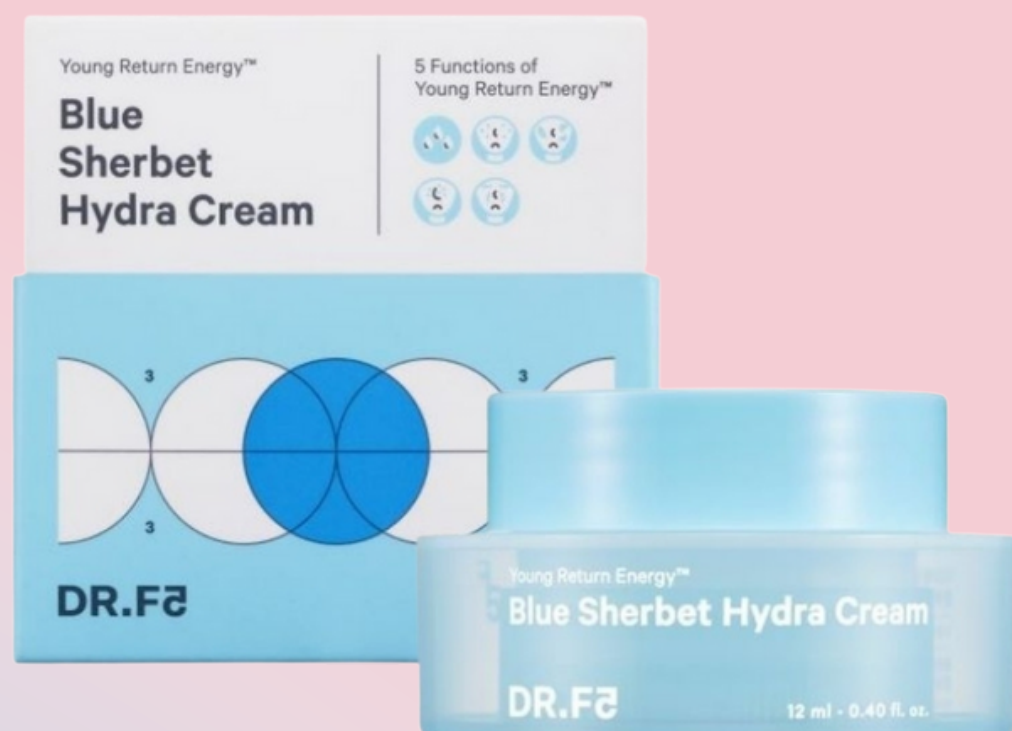 Young Return Energy™
Blue
Sherbet
Hydra Cream
5 Functions of
Young Return Energy™
3
3
3
DR.F5
Young Return Energy™
Blue Sherbet Hydra Cream
DR.F5
12 ml - 0.40 fl. oz.